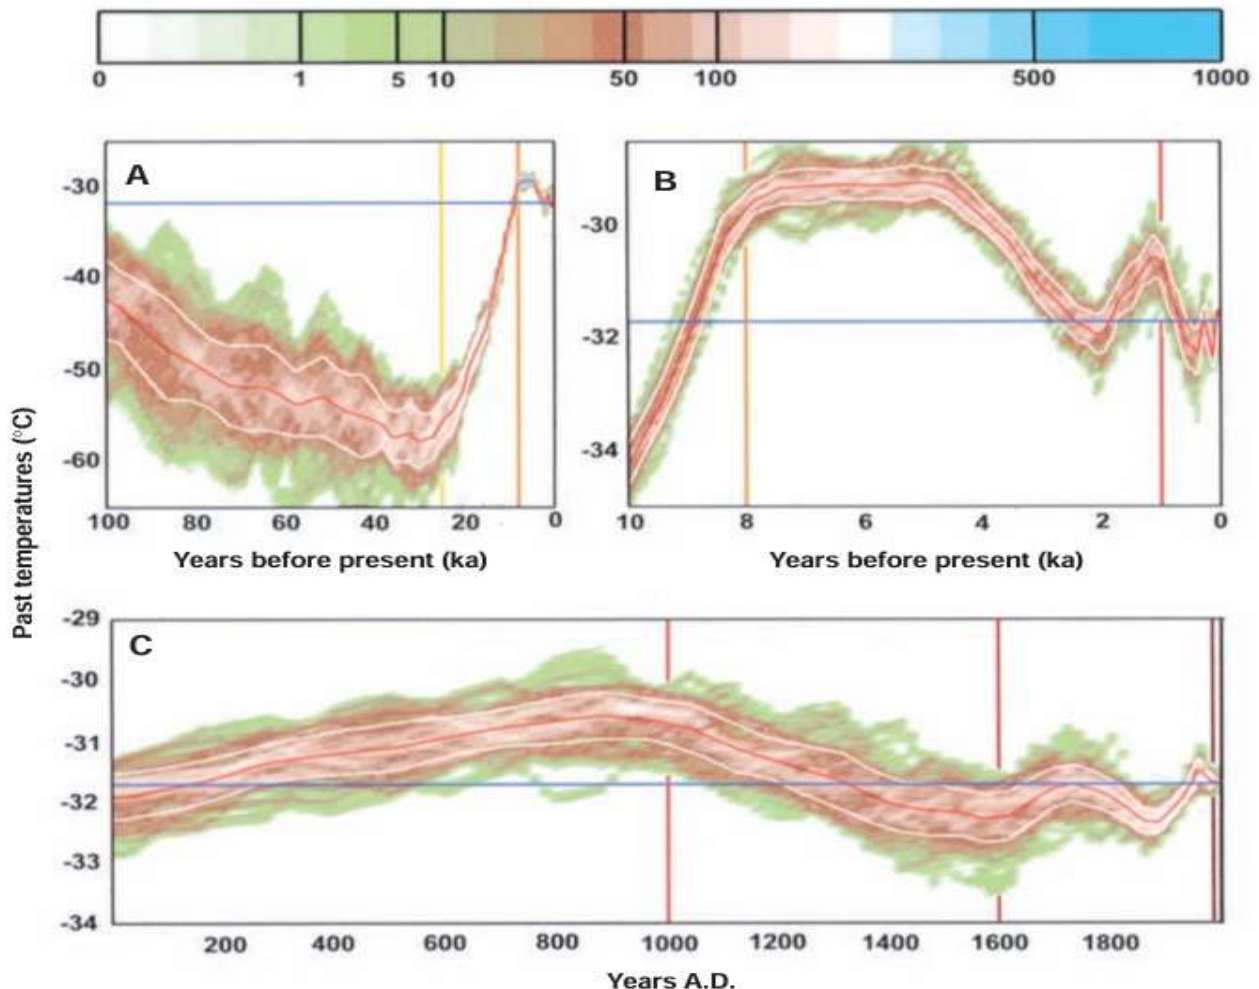 0 1 5 10 50 100 500 1000
A
-30
-40
-50
-60
100 80 60 40 20 0
Years before present (ka)
B
-30
-32
-34
10 8 6 4 2 0
Years before present (ka)
Past temperatures (°C)
C
-29
-30
-31
-32
-33
-34
200 400 600 800 1000 1200 1400 1600 1800
Years A.D.